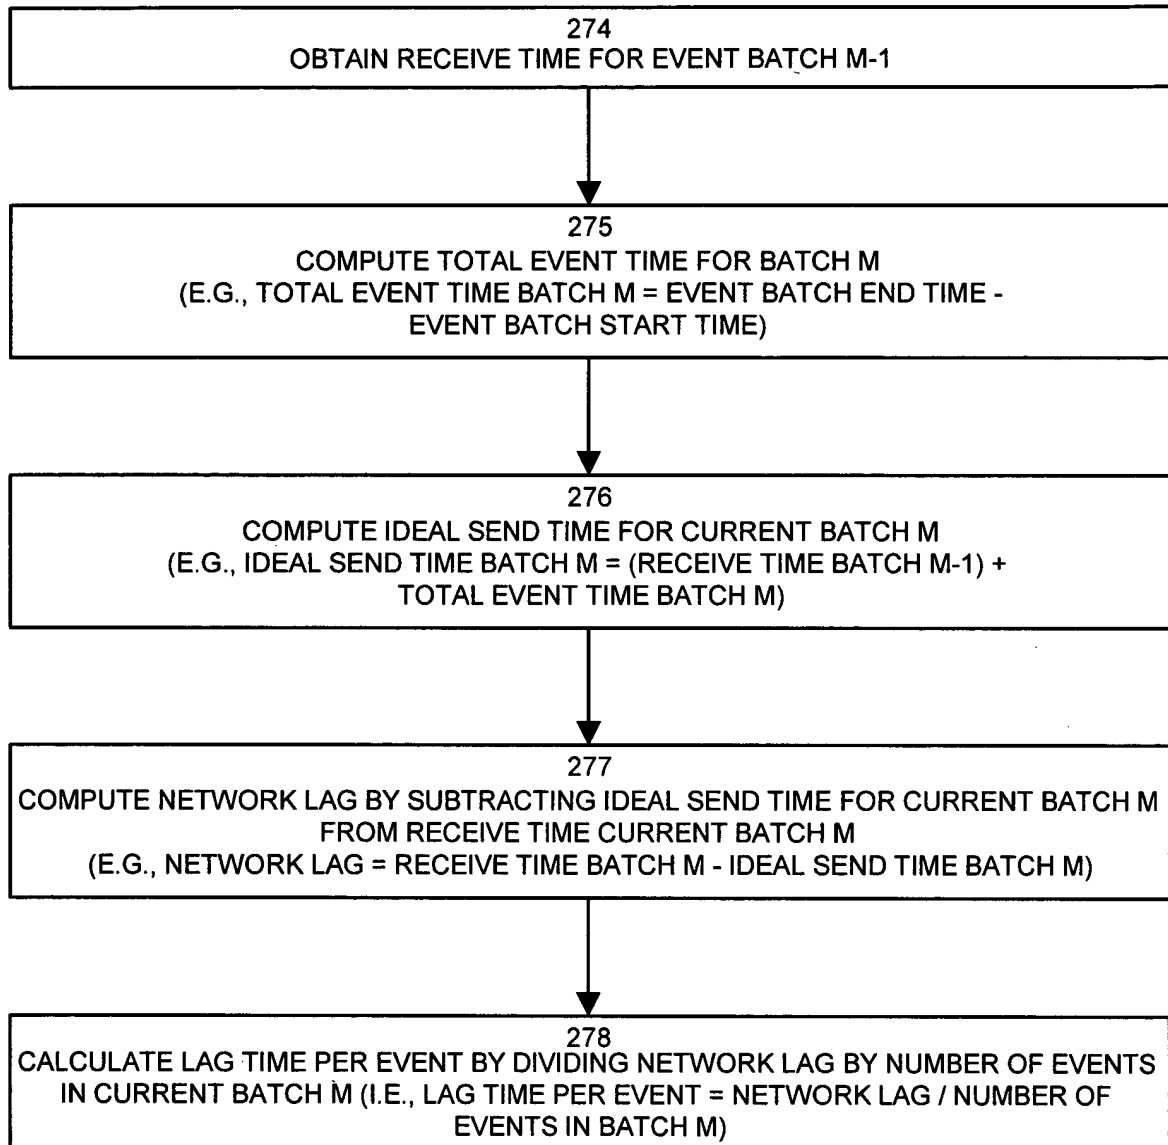 274
OBTAIN RECEIVE TIME FOR EVENT BATCH M-1
275
COMPUTE TOTAL EVENT TIME FOR BATCH M
(E.G., TOTAL EVENT TIME BATCH M = EVENT BATCH END TIME -
EVENT BATCH START TIME)
276
COMPUTE IDEAL SEND TIME FOR CURRENT BATCH M
(E.G., IDEAL SEND TIME BATCH M = (RECEIVE TIME BATCH M-1) +
TOTAL EVENT TIME BATCH M)
277
COMPUTE NETWORK LAG BY SUBTRACTING IDEAL SEND TIME FOR CURRENT BATCH M
FROM RECEIVE TIME CURRENT BATCH M
(E.G., NETWORK LAG = RECEIVE TIME BATCH M - IDEAL SEND TIME BATCH M)
278
CALCULATE LAG TIME PER EVENT BY DIVIDING NETWORK LAG BY NUMBER OF EVENTS
IN CURRENT BATCH M (I.E., LAG TIME PER EVENT = NETWORK LAG / NUMBER OF
EVENTS IN BATCH M)